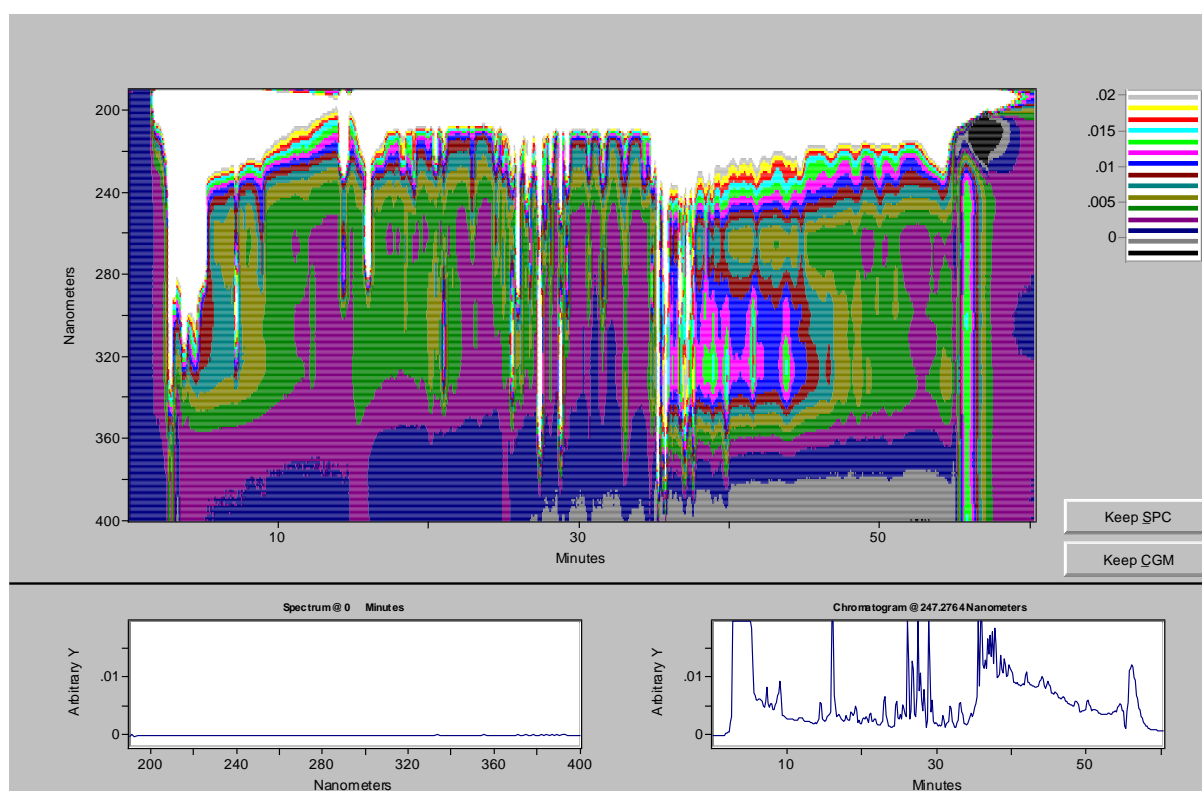 200
240
280
320
360
400
Nanometers
10
30
50
Minutes
.02
.015
.01
.005
0
Keep SPC
Keep CGM
Spectrum @ 0 Minutes
.01
0
Arbitrary Y
200 240 280 320 360 400
Nanometers
Chromatogram @ 247.2764 Nanometers
.01
0
Arbitrary Y
10 30 50
Minutes